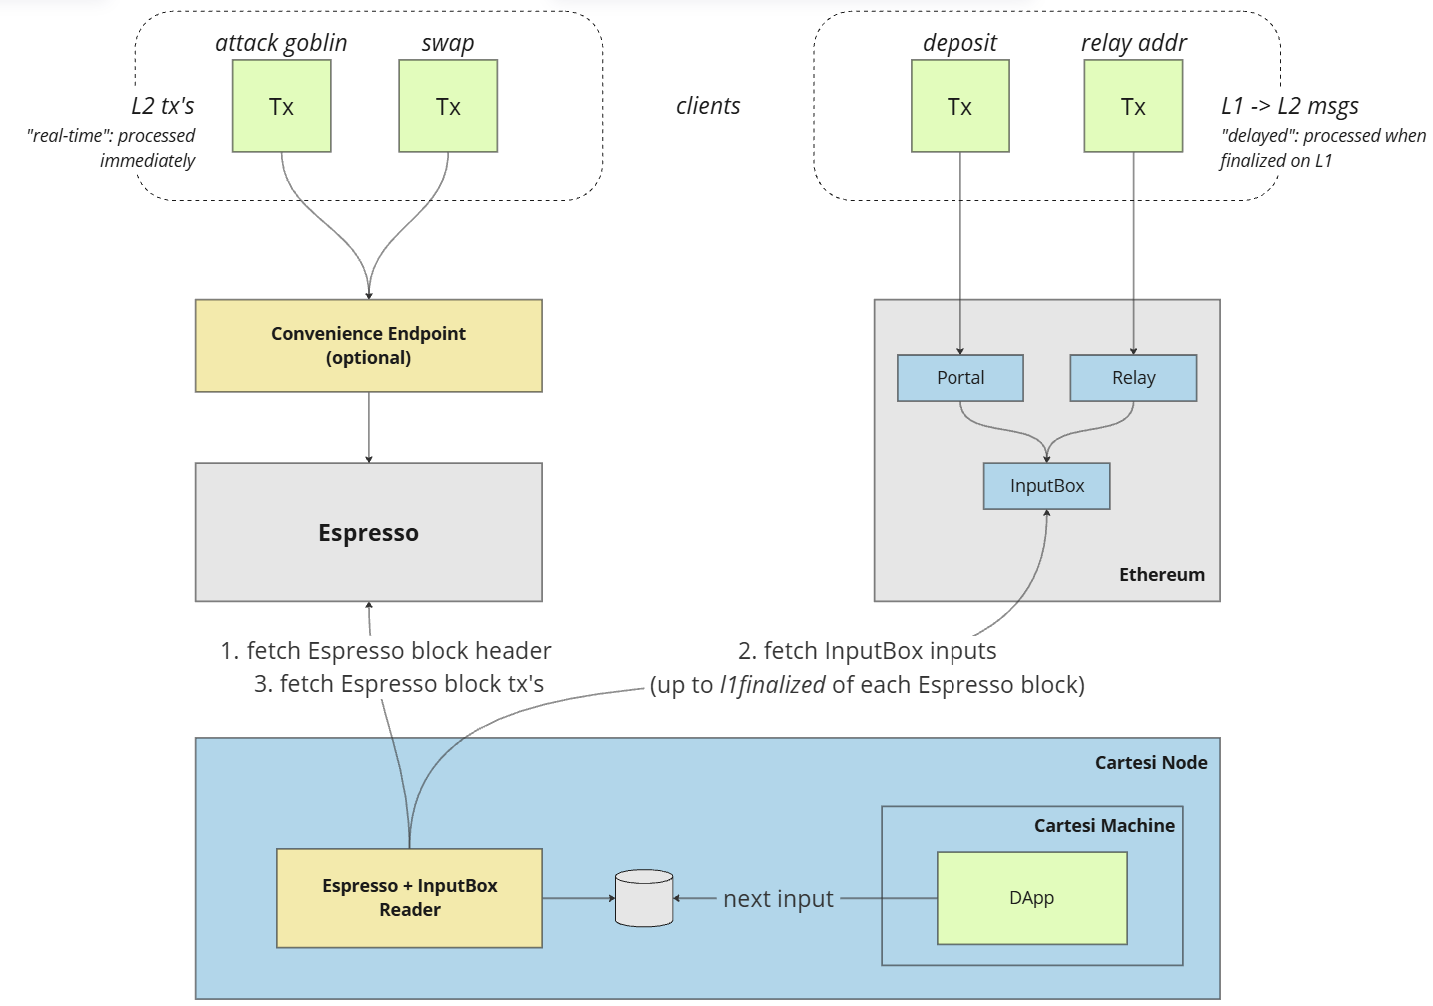 attack goblin
swap
deposit
relay addr
Tx
Tx
clients
Tx
Tx
L2 tx's
"real-time": processed
immediately
L1 -> L2 msgs
"delayed": processed when
finalized on L1
Convenience Endpoint
(optional)
Portal
Relay
InputBox
Espresso
Ethereum
1. fetch Espresso block header
3. fetch Espresso block tx's
2. fetch InputBox inputs
(up to l1finalized of each Espresso block)
Cartesi Node
Cartesi Machine
Espresso + InputBox
Reader
next input
DApp